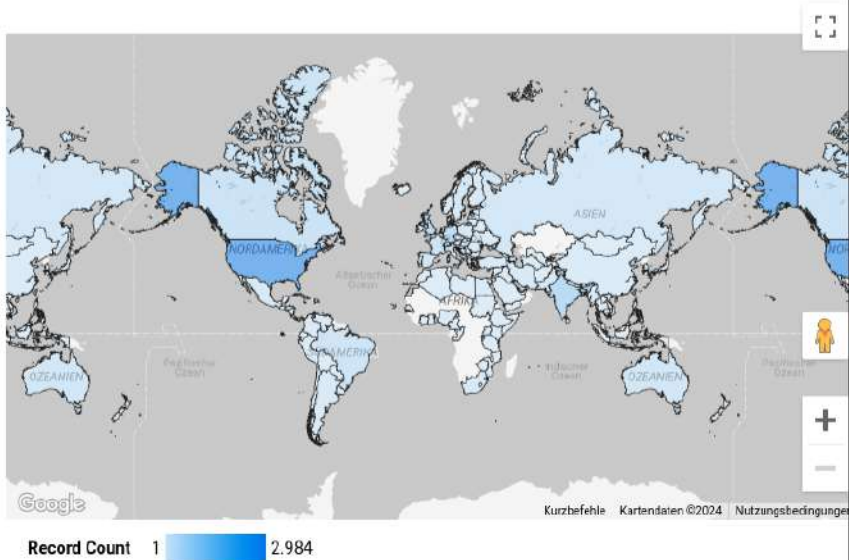 ASIEN
NORDAMERIKA
Atlantischer
Ozean
AFRIKA
SÜDAMERIKA
Pazifischer
Ozean
Indischer
Ozean
OZEANIEN
OZEANIEN
Pazifischer
Ozean
NOR
Google
Kurzbefehle Kartendaten ©2024 Nutzungsbedingungen
Record Count 1 2.984